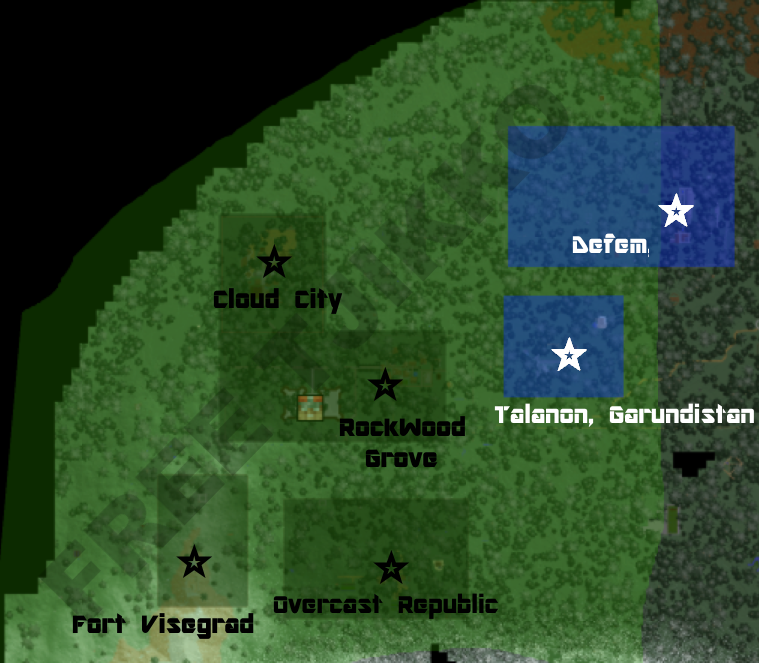 Defem,
Cloud City
Talanon, Garundistan
RockWood
Grove
Overcast Republic
Fort Visegrad